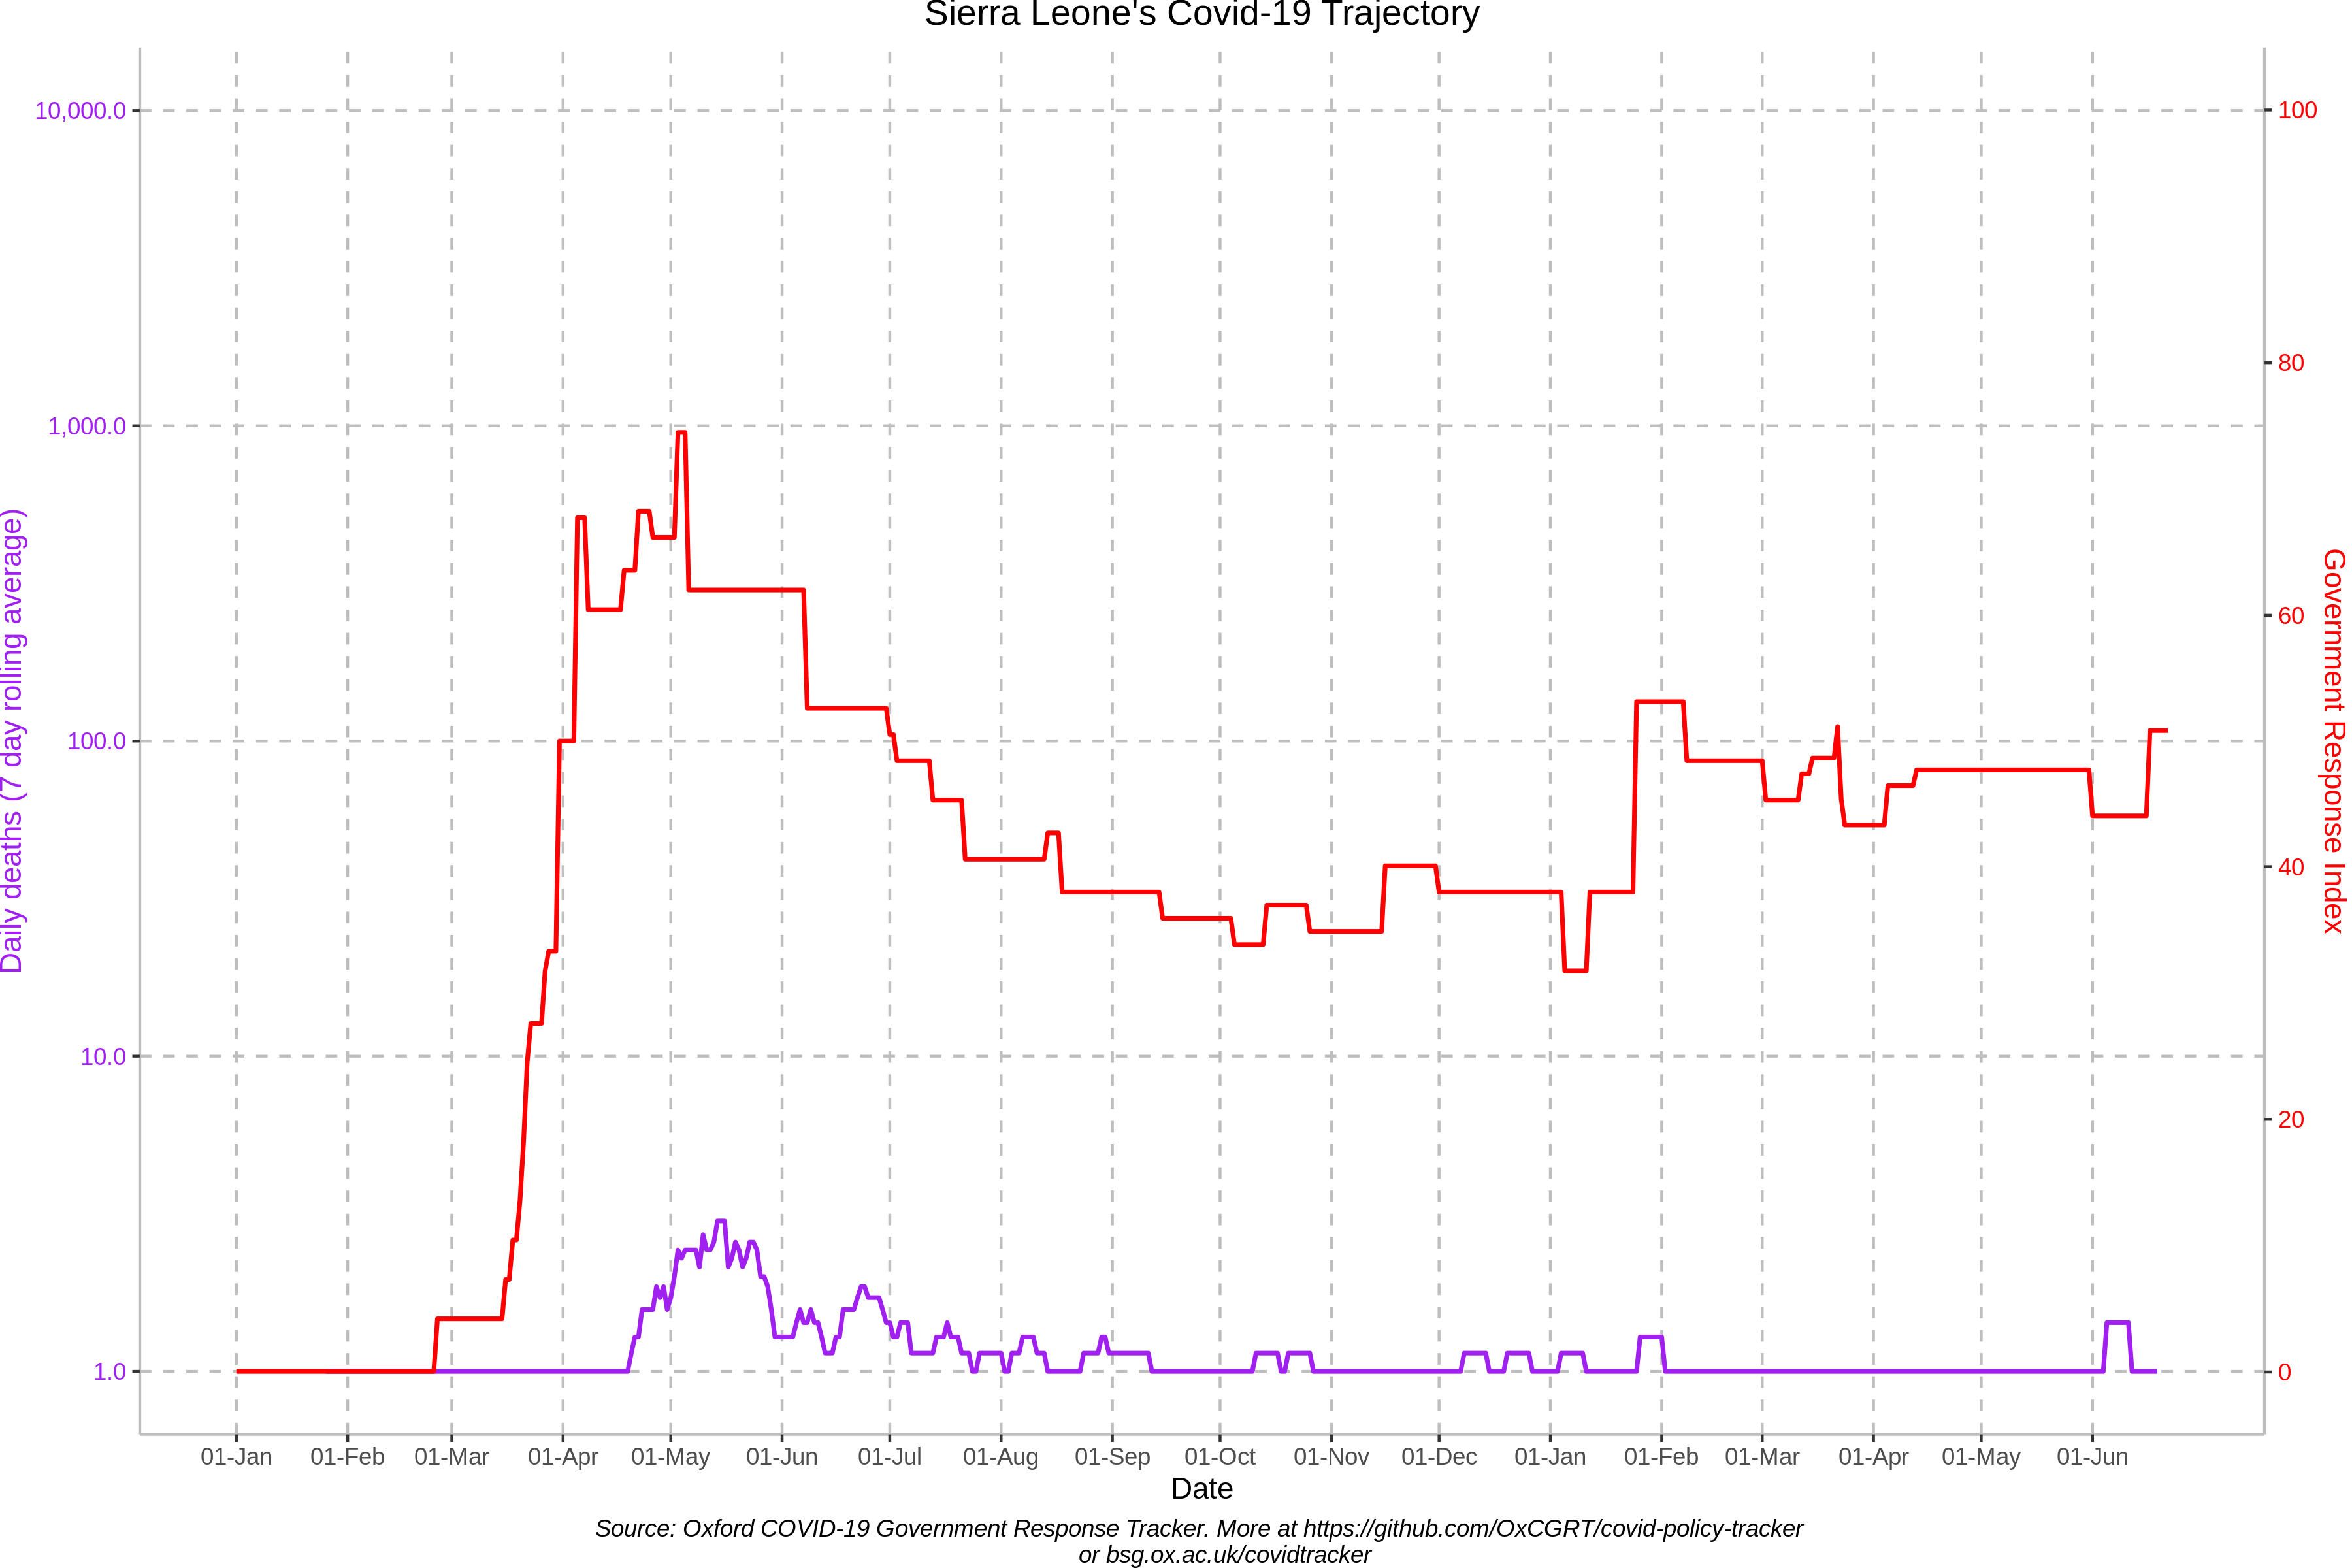 Sierra Leone's Covid-19 Trajectory
10,000.0
1,000.0
100.0
10.0
1.0
Daily deaths (7 day rolling average)
100
80
60
40
20
0
Government Response Index
01-Jan 01-Feb 01-Mar 01-Apr 01-May 01-Jun 01-Jul 01-Aug 01-Sep 01-Oct 01-Nov 01-Dec 01-Jan 01-Feb 01-Mar 01-Apr 01-May 01-Jun
Date
Source: Oxford COVID-19 Government Response Tracker. More at https://github.com/OxCGRT/covid-policy-tracker
or bsg.ox.ac.uk/covidtracker